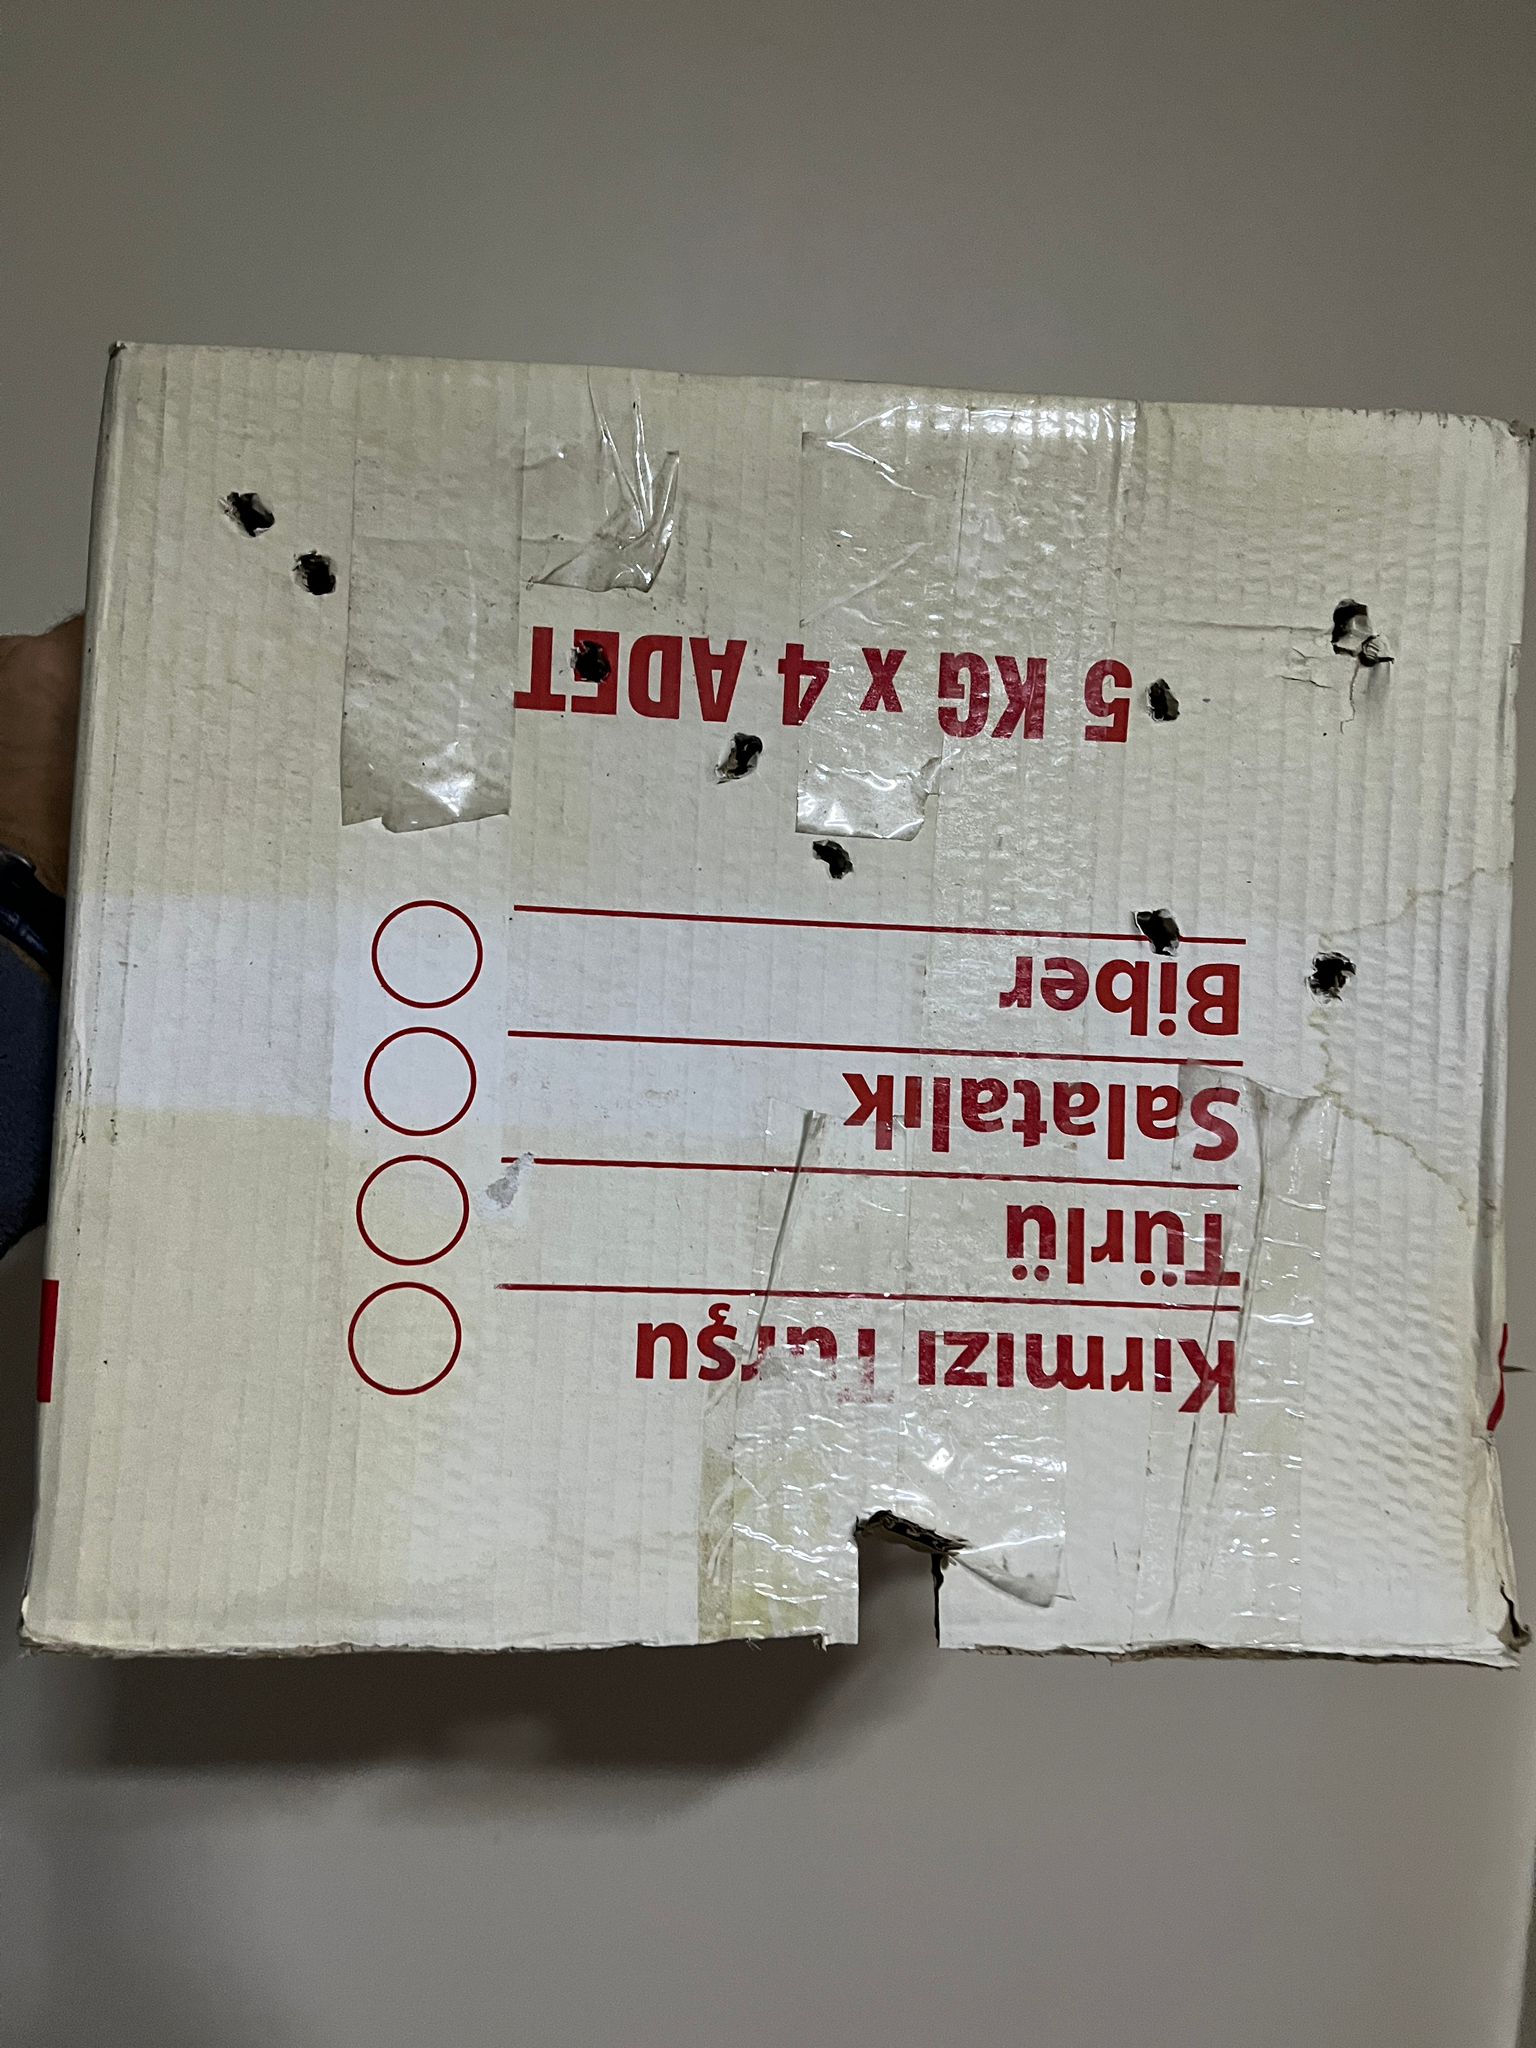 Kırmızı Turşu
Türlü
Salatalık
Biber
5 KG x 4 ADET